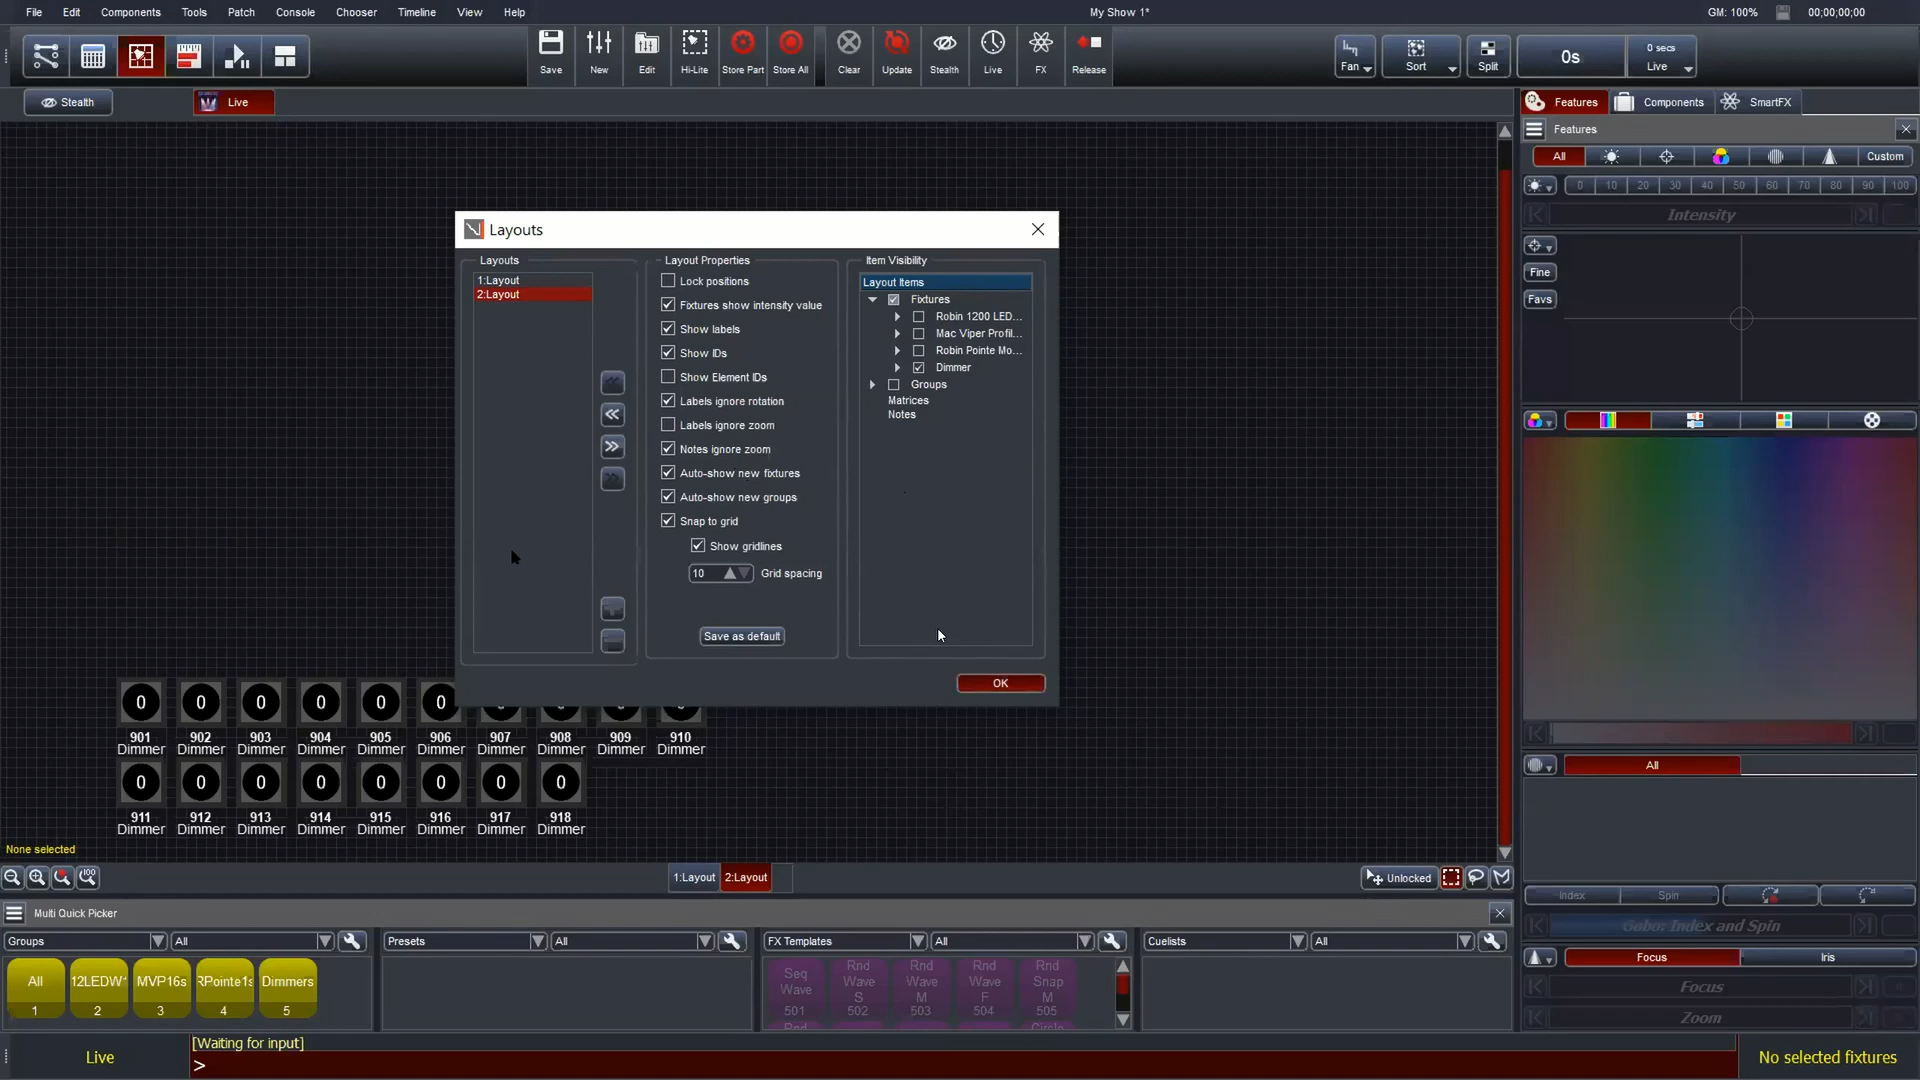 File Edit Components Tools Patch Console Chooser Timeline View Help My Show 1* GM: 100% 00;00;00;00
Save New Edit Hi-Lite Store Part Store All Clear Update Stealth Live FX Release Fan Sort Split 0s 0 secs
Live
Stealth Live Features Components SmartFX
Features
All Custom
0 10 20 30 40 50 60 70 80 90 100
Intensity
Fine
Favs
Layouts
Layouts Layout Properties Item Visibility
1:Layout
2:Layout
Lock positions
Fixtures show intensity value
Show labels
Show IDs
Show Element IDs
Labels ignore rotation
Labels ignore zoom
Notes ignore zoom
Auto-show new fixtures
Auto-show new groups
Snap to grid
Show gridlines
10 Grid spacing
Save as default
Layout Items
Fixtures
Robin 1200 LED...
Mac Viper Profil...
Robin Pointe Mo...
Dimmer
Groups
Matrices
Notes
OK
0 0 0 0 0 0
901 902 903 904 905 906 907 908 909 910
Dimmer Dimmer Dimmer Dimmer Dimmer Dimmer Dimmer Dimmer Dimmer Dimmer
0 0 0 0 0 0 0 0
911 912 913 914 915 916 917 918
Dimmer Dimmer Dimmer Dimmer Dimmer Dimmer Dimmer Dimmer
None selected
100 1:Layout 2:Layout Unlocked
All
Index Spin
Gobo: Index and Spin
Focus Iris
Focus
Zoom
Multi Quick Picker
Groups All Presets All FX Templates All Cuelists All
All 12LEDW MVP16s RPointe1s Dimmers
1 2 3 4 5
Seq Wave 501
Rnd Wave S 502
Rnd Wave M 503
Rnd Wave F 504
Rnd Snap M 505
Rnd Circle
Live [Waiting for input]
> No selected fixtures